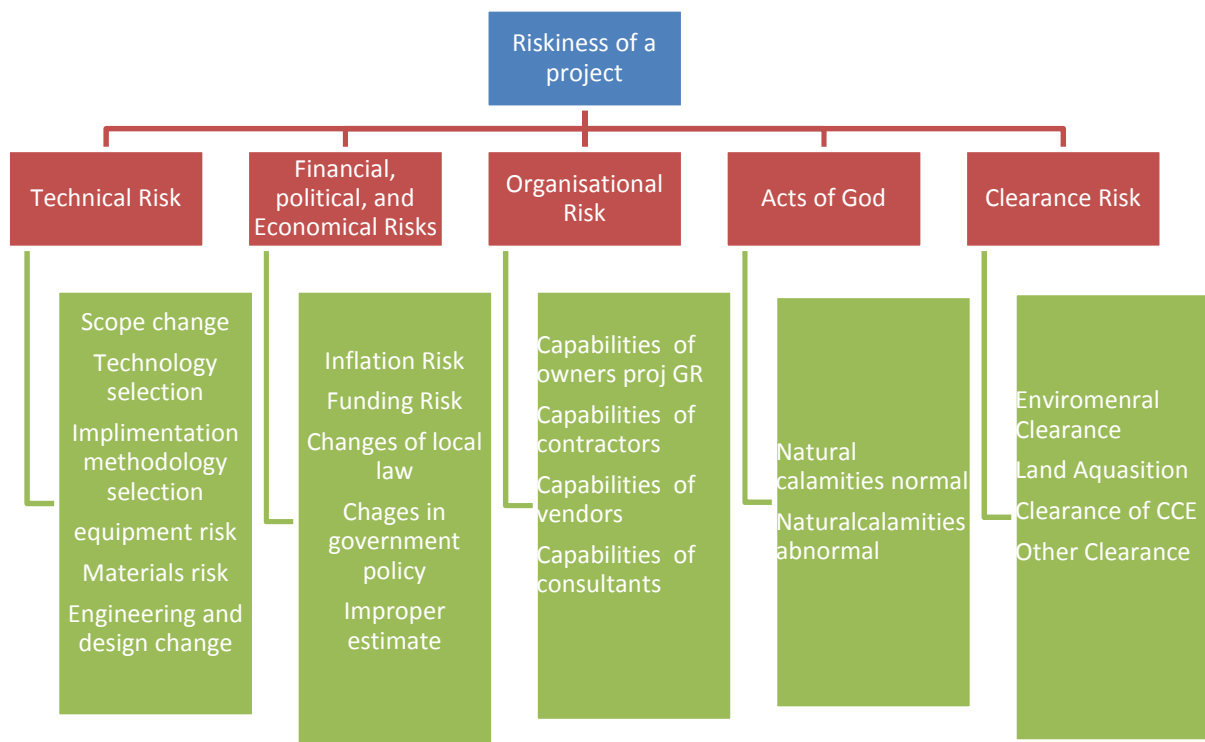 Riskiness of a
project
Technical Risk
Financial,
political, and
Economical Risks
Organisational
Risk
Acts of God
Clearance Risk
Scope change
Technology
selection
Implimentation
methodology
selection
equipment risk
Materials risk
Engineering and
design change
Inflation Risk
Funding Risk
Changes of local
law
Chages in
government
policy
Improper
estimate
Capabilities of
owners proj GR
Capabilities of
contractors
Capabilities of
vendors
Capabilities of
consultants
Natural
calamities normal
Naturalcalamities
abnormal
Enviromenral
Clearance
Land Aquasition
Clearance of CCE
Other Clearance